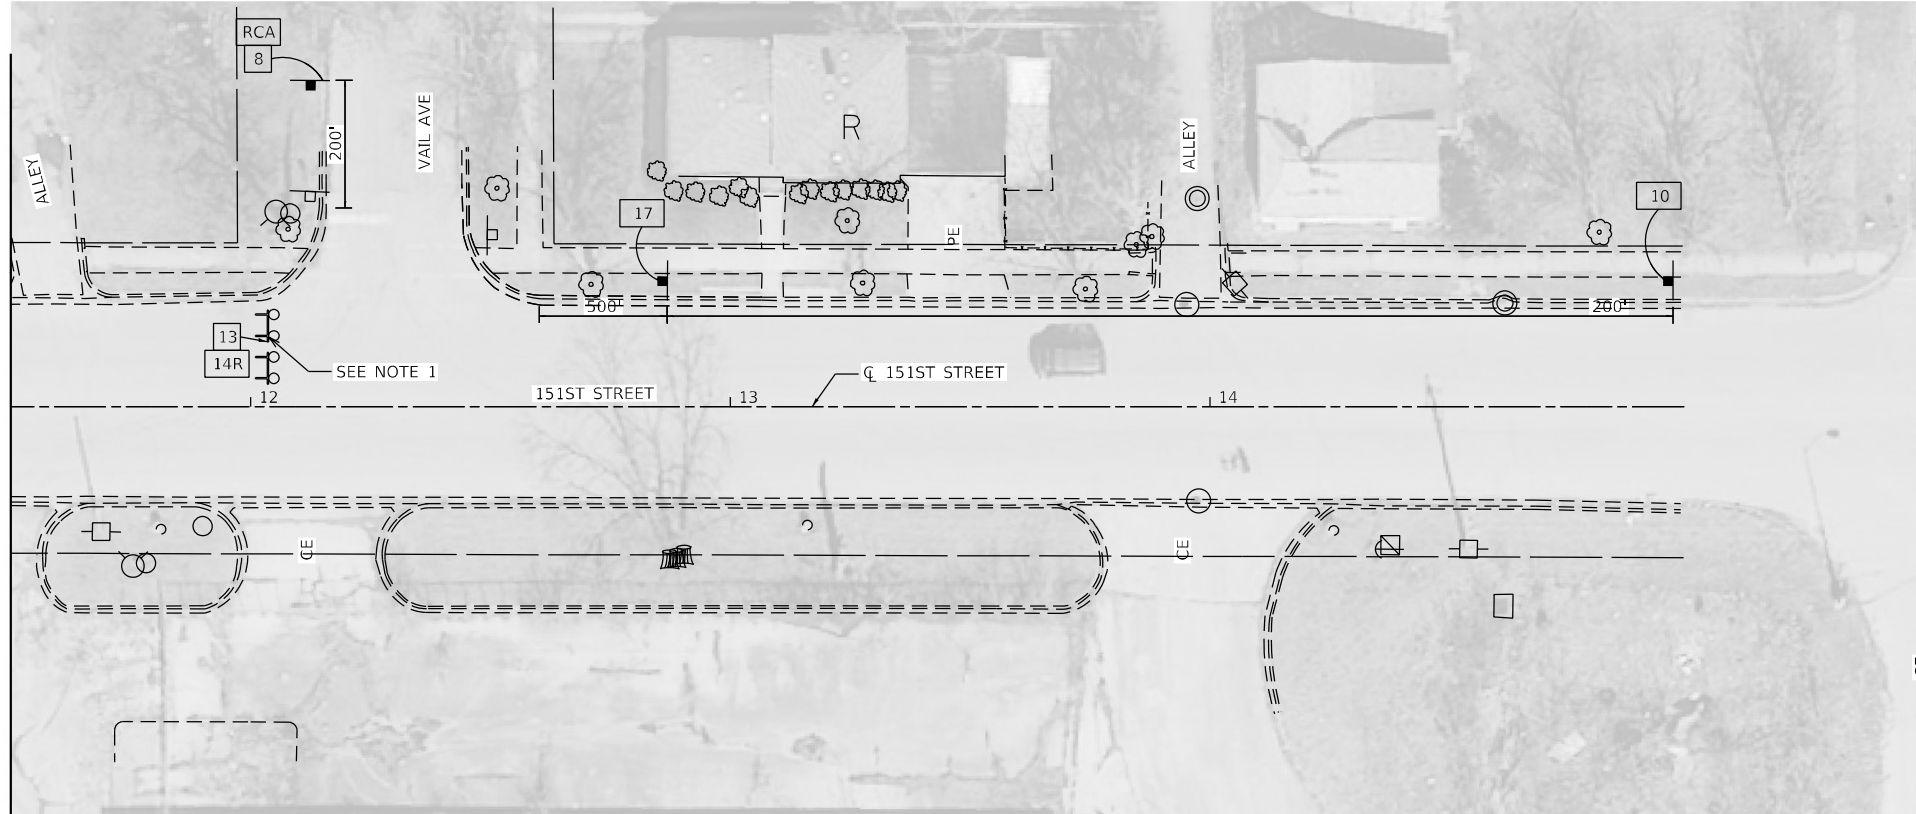 RCA
8
VAIL AVE
200'
ALLEY
R
ALLEY
17
10
PE
500'
200'
13
14R
SEE NOTE 1
℄ 151ST STREET
151ST STREET
12
13
14
CE
CE